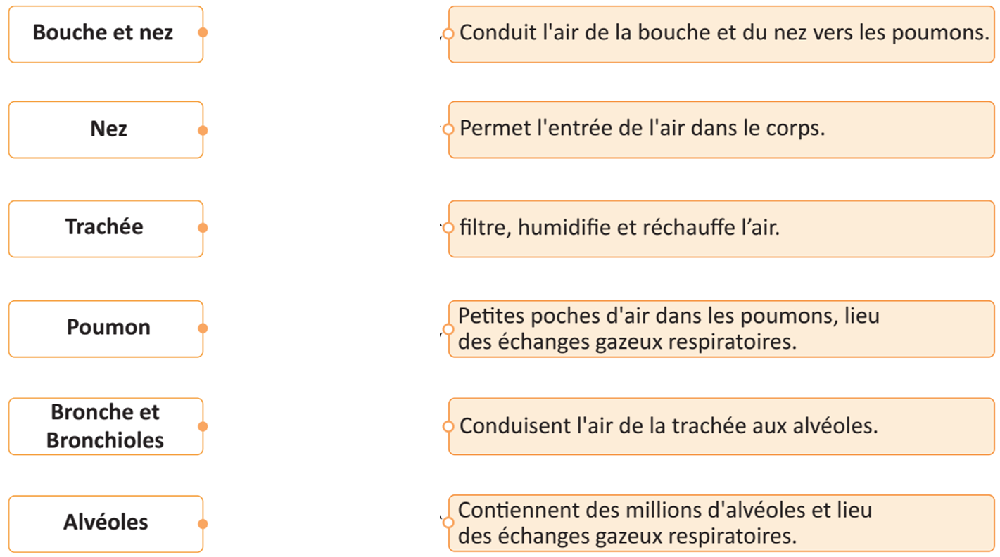 Bouche et nez
Conduit l'air de la bouche et du nez vers les poumons.
Nez
Permet l'entrée de l'air dans le corps.
Trachée
filtre, humidifie et réchauffe l’air.
Poumon
Petites poches d'air dans les poumons, lieu
des échanges gazeux respiratoires.
Bronche et
Bronchioles
Conduisent l'air de la trachée aux alvéoles.
Alvéoles
Contiennent des millions d'alvéoles et lieu
des échanges gazeux respiratoires.